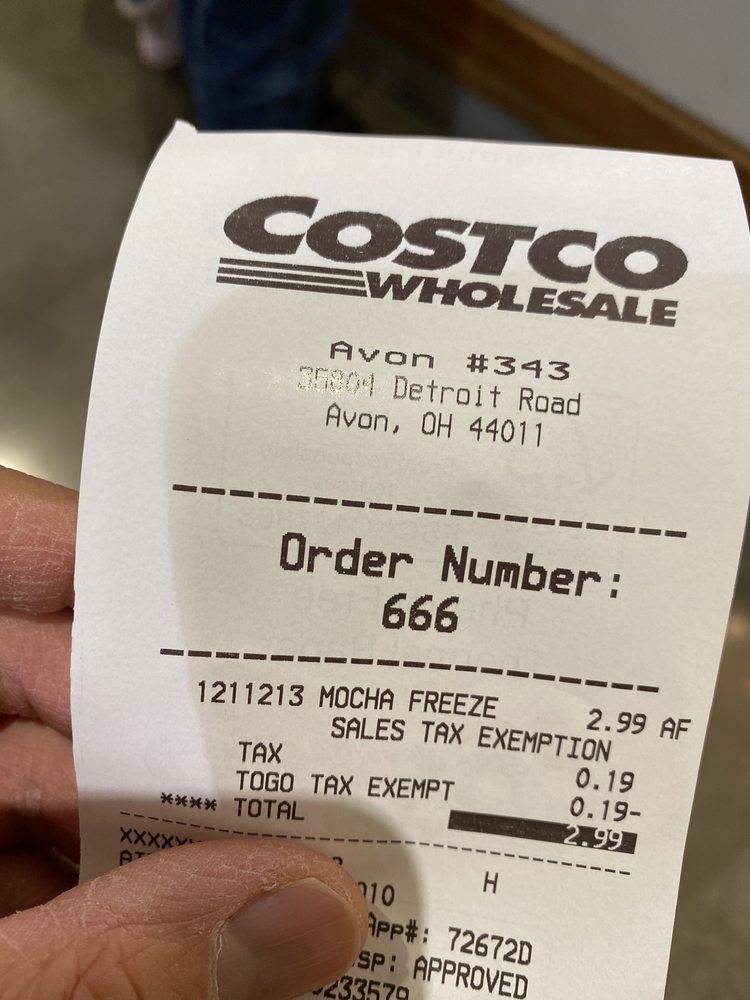 COSTCO
WHOLESALE
Avon #343
35804 Detroit Road
Avon, OH 44011
Order Number:
666
1211213 MOCHA FREEZE 2.99 AF
SALES TAX EXEMPTION
TAX 0.19
TOGO TAX EXEMPT 0.19-
**** TOTAL 2.99
H
App#: 72672D
APPROVED